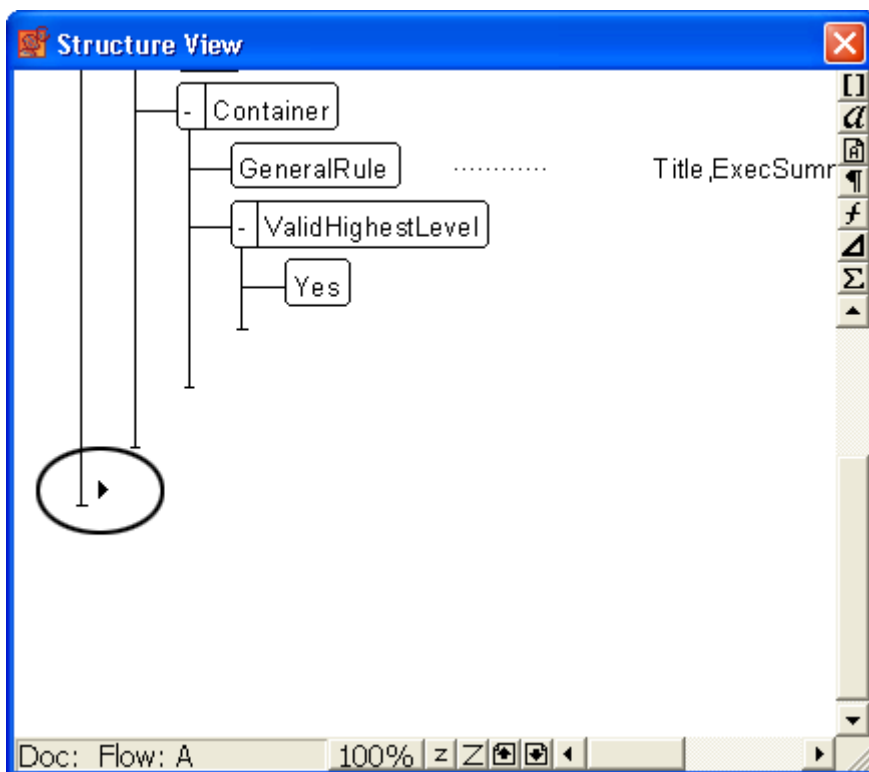 Structure View
- Container
GeneralRule ............ Title,ExecSumr
- ValidHighestLevel
Yes
Doc: Flow: A 100% z Z